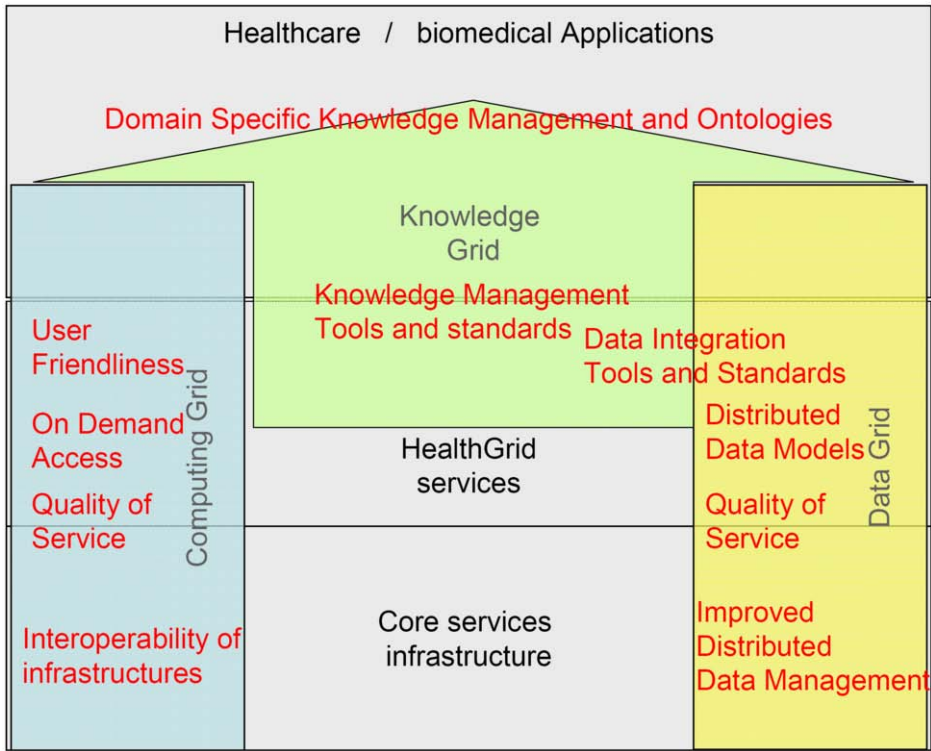 Healthcare / biomedical Applications
Domain Specific Knowledge Management and Ontologies
Knowledge
Grid
Knowledge Management
Tools and standards
User
Friendliness
On Demand
Access
Quality of
Service
Computing Grid
Interoperability of
infrastructures
HealthGrid
services
Core services
infrastructure
Data Integration
Tools and Standards
Distributed
Data Models
Quality of
Service
Data Grid
Improved
Distributed
Data Management